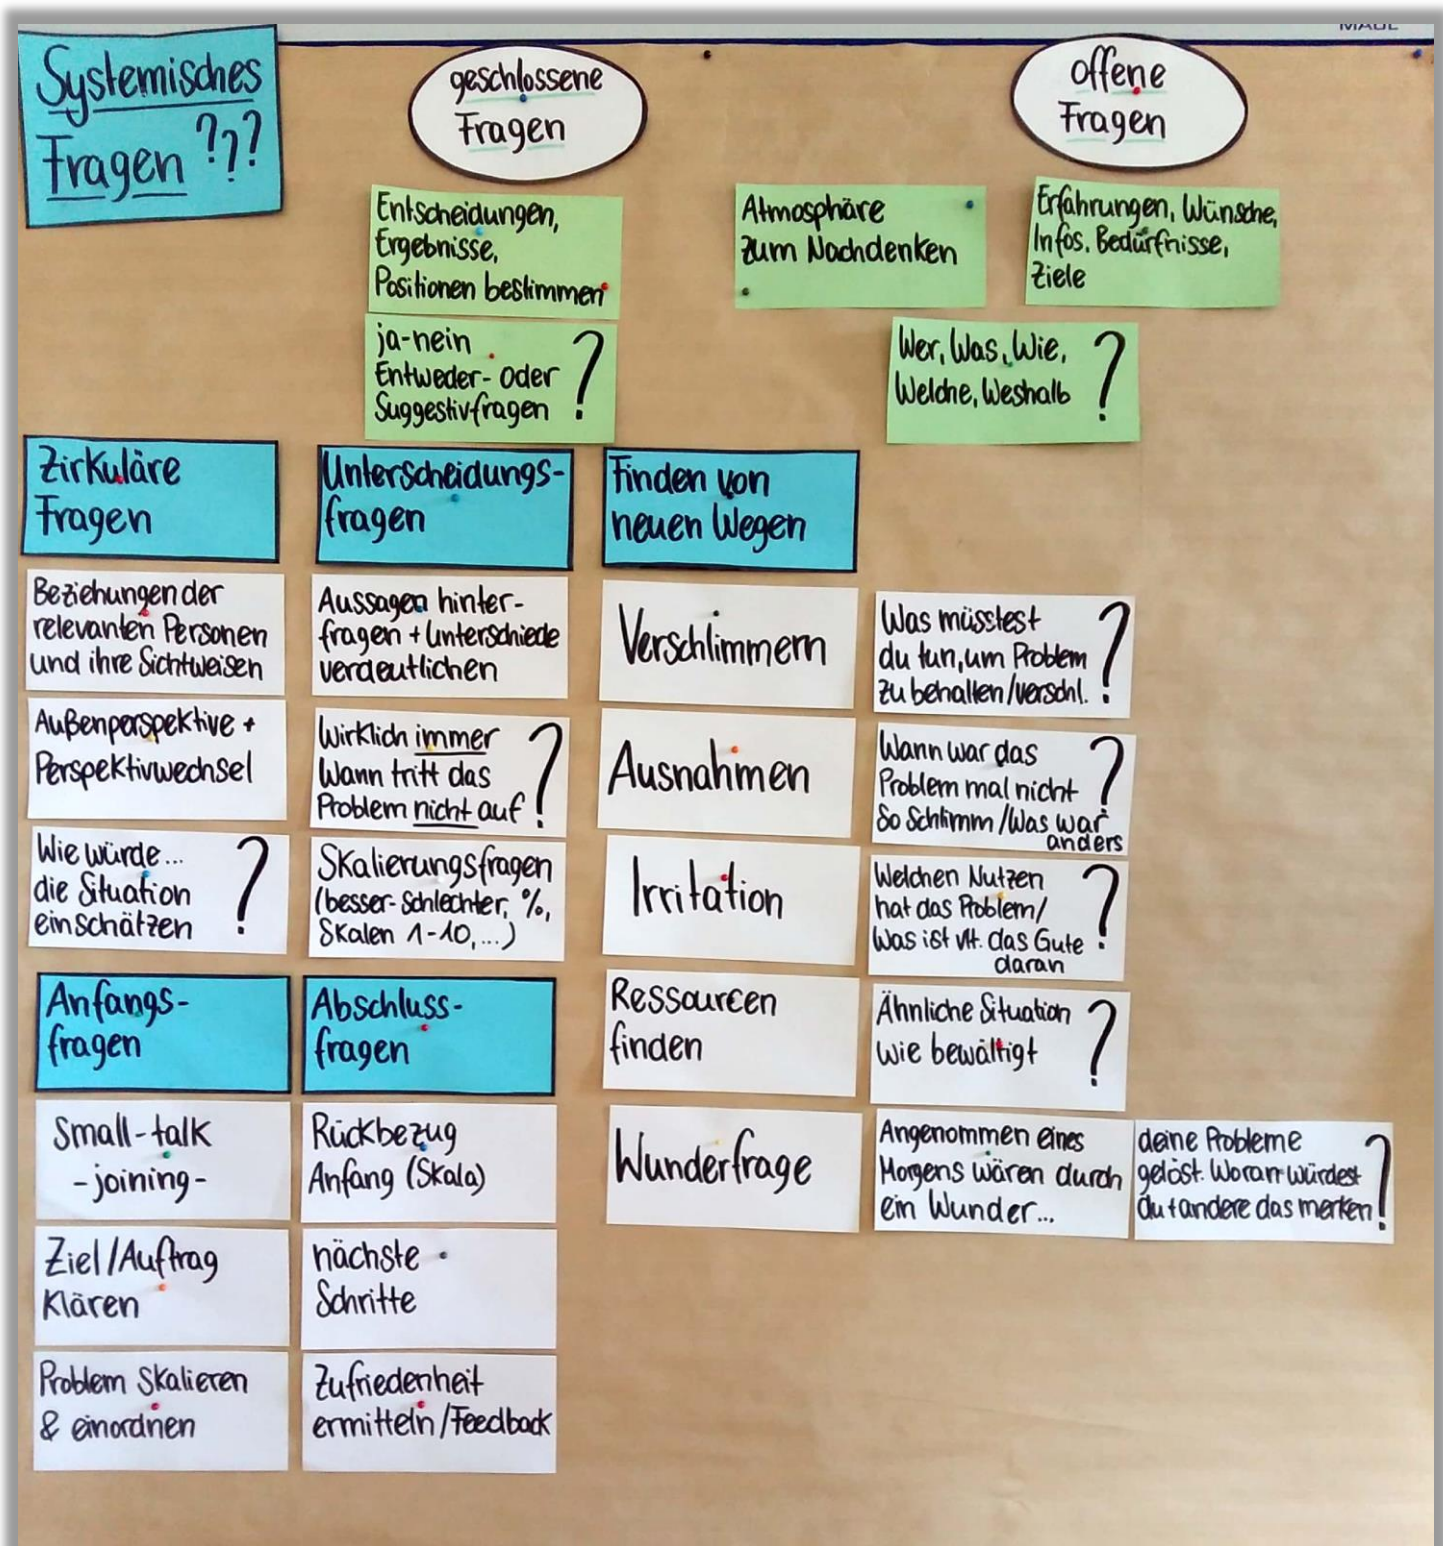 MAUL
Systemisches
Fragen ???
geschlossene
Fragen
offene
Fragen
Entscheidungen,
Ergebnisse,
Positionen bestimmen
Atmosphäre
zum Nachdenken
Erfahrungen, Wünsche,
Infos, Bedürfnisse,
Ziele
ja-nein
Entweder- oder
Suggestivfragen ?
Wer, Was, Wie,
Welche, Weshalb ?
Zirkuläre
Fragen
Beziehungen der
relevanten Personen
und ihre Sichtweisen
Außenperspektive +
Perspektivwechsel
Wie würde...
die Situation
einschätzen ?
Unterscheidungs-
fragen
Aussagen hinter-
fragen + Unterschiede
verdeutlichen
Wirklich immer
Wann tritt das
Problem nicht auf ?
Skalierungsfragen
(besser-schlechter, %,
Skalen 1-10,...)
Finden von
neuen Wegen
Verschlimmern
Was müsstest
du tun, um Problem
zu behalten/verschl. ?
Ausnahmen
Wann war das
Problem mal nicht
so schlimm/Was war
anders ?
Irritation
Welchen Nutzen
hat das Problem/
Was ist vlt. das Gute
daran ?
Ressourcen
finden
Ähnliche Situation
wie bewältigt ?
Wunderfrage
Angenommen eines
Morgens wären durch
ein Wunder...
deine Probleme
gelöst. Woran würdest
du + andere das merken ?
Anfangs-
fragen
Small-talk
-joining-
Ziel/Auftrag
klären
Problem skalieren
& einordnen
Abschluss-
fragen
Rückbezug
Anfang (Skala)
nächste
Schritte
Zufriedenheit
ermitteln/Feedback